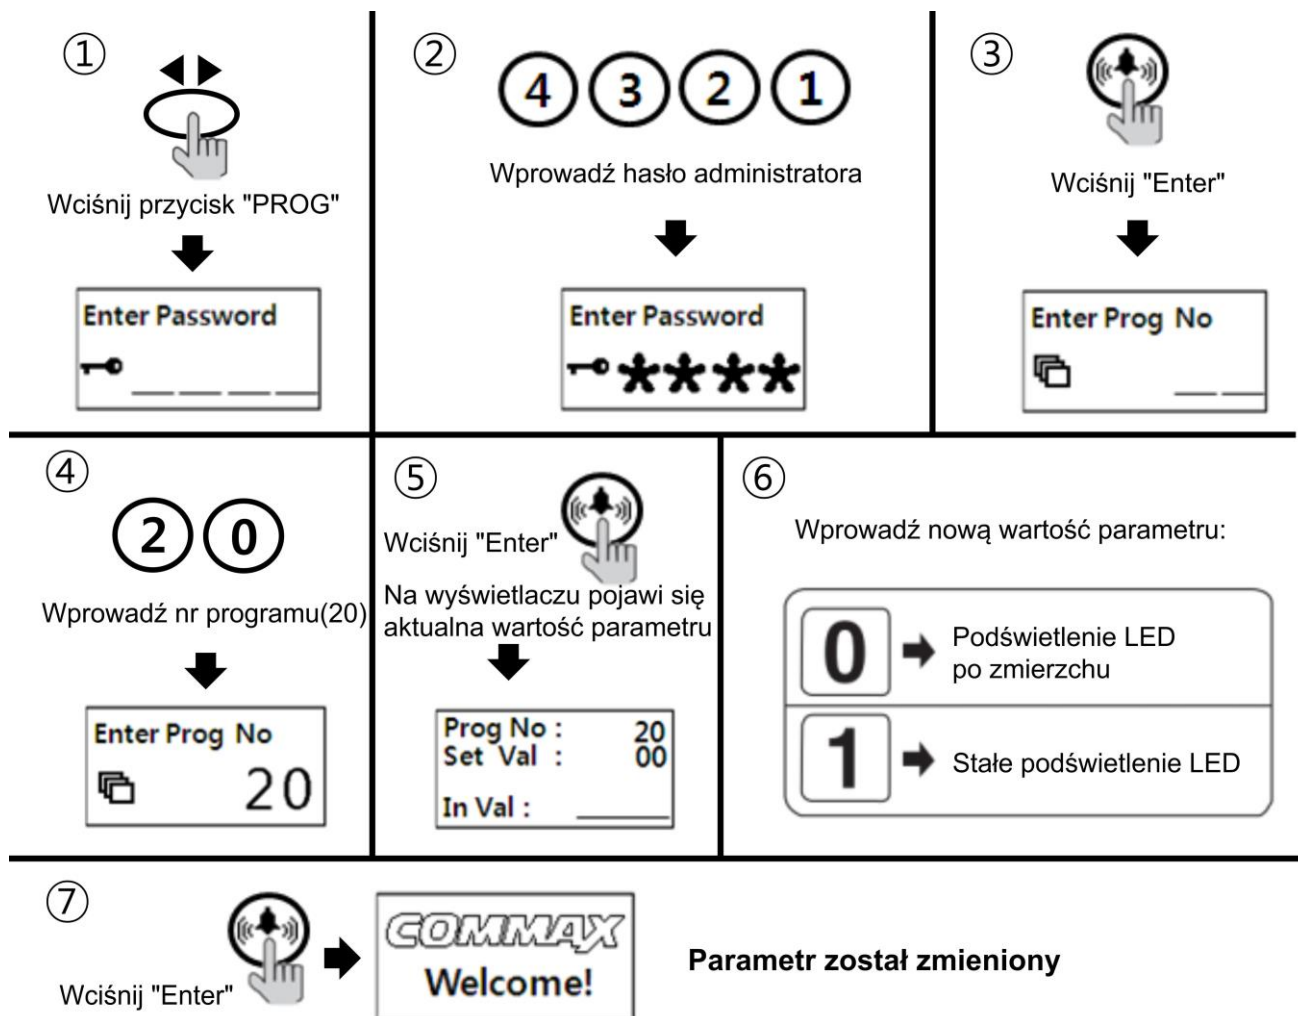 ①
Wciśnij przycisk "PROG"
Enter Password
②
4 3 2 1
Wprowadź hasło administratora
Enter Password
③
Wciśnij "Enter"
Enter Prog No
④
2 0
Wprowadź nr programu(20)
Enter Prog No
20
⑤
Wciśnij "Enter"
Na wyświetlaczu pojawi się
aktualna wartość parametru
Prog No : 20
Set Val : 00
In Val :
⑥
Wprowadź nową wartość parametru:
0
Podświetlenie LED
po zmierzchu
1
Stałe podświetlenie LED
⑦
Wciśnij "Enter"
COMMAX
Welcome!
Parametr został zmieniony